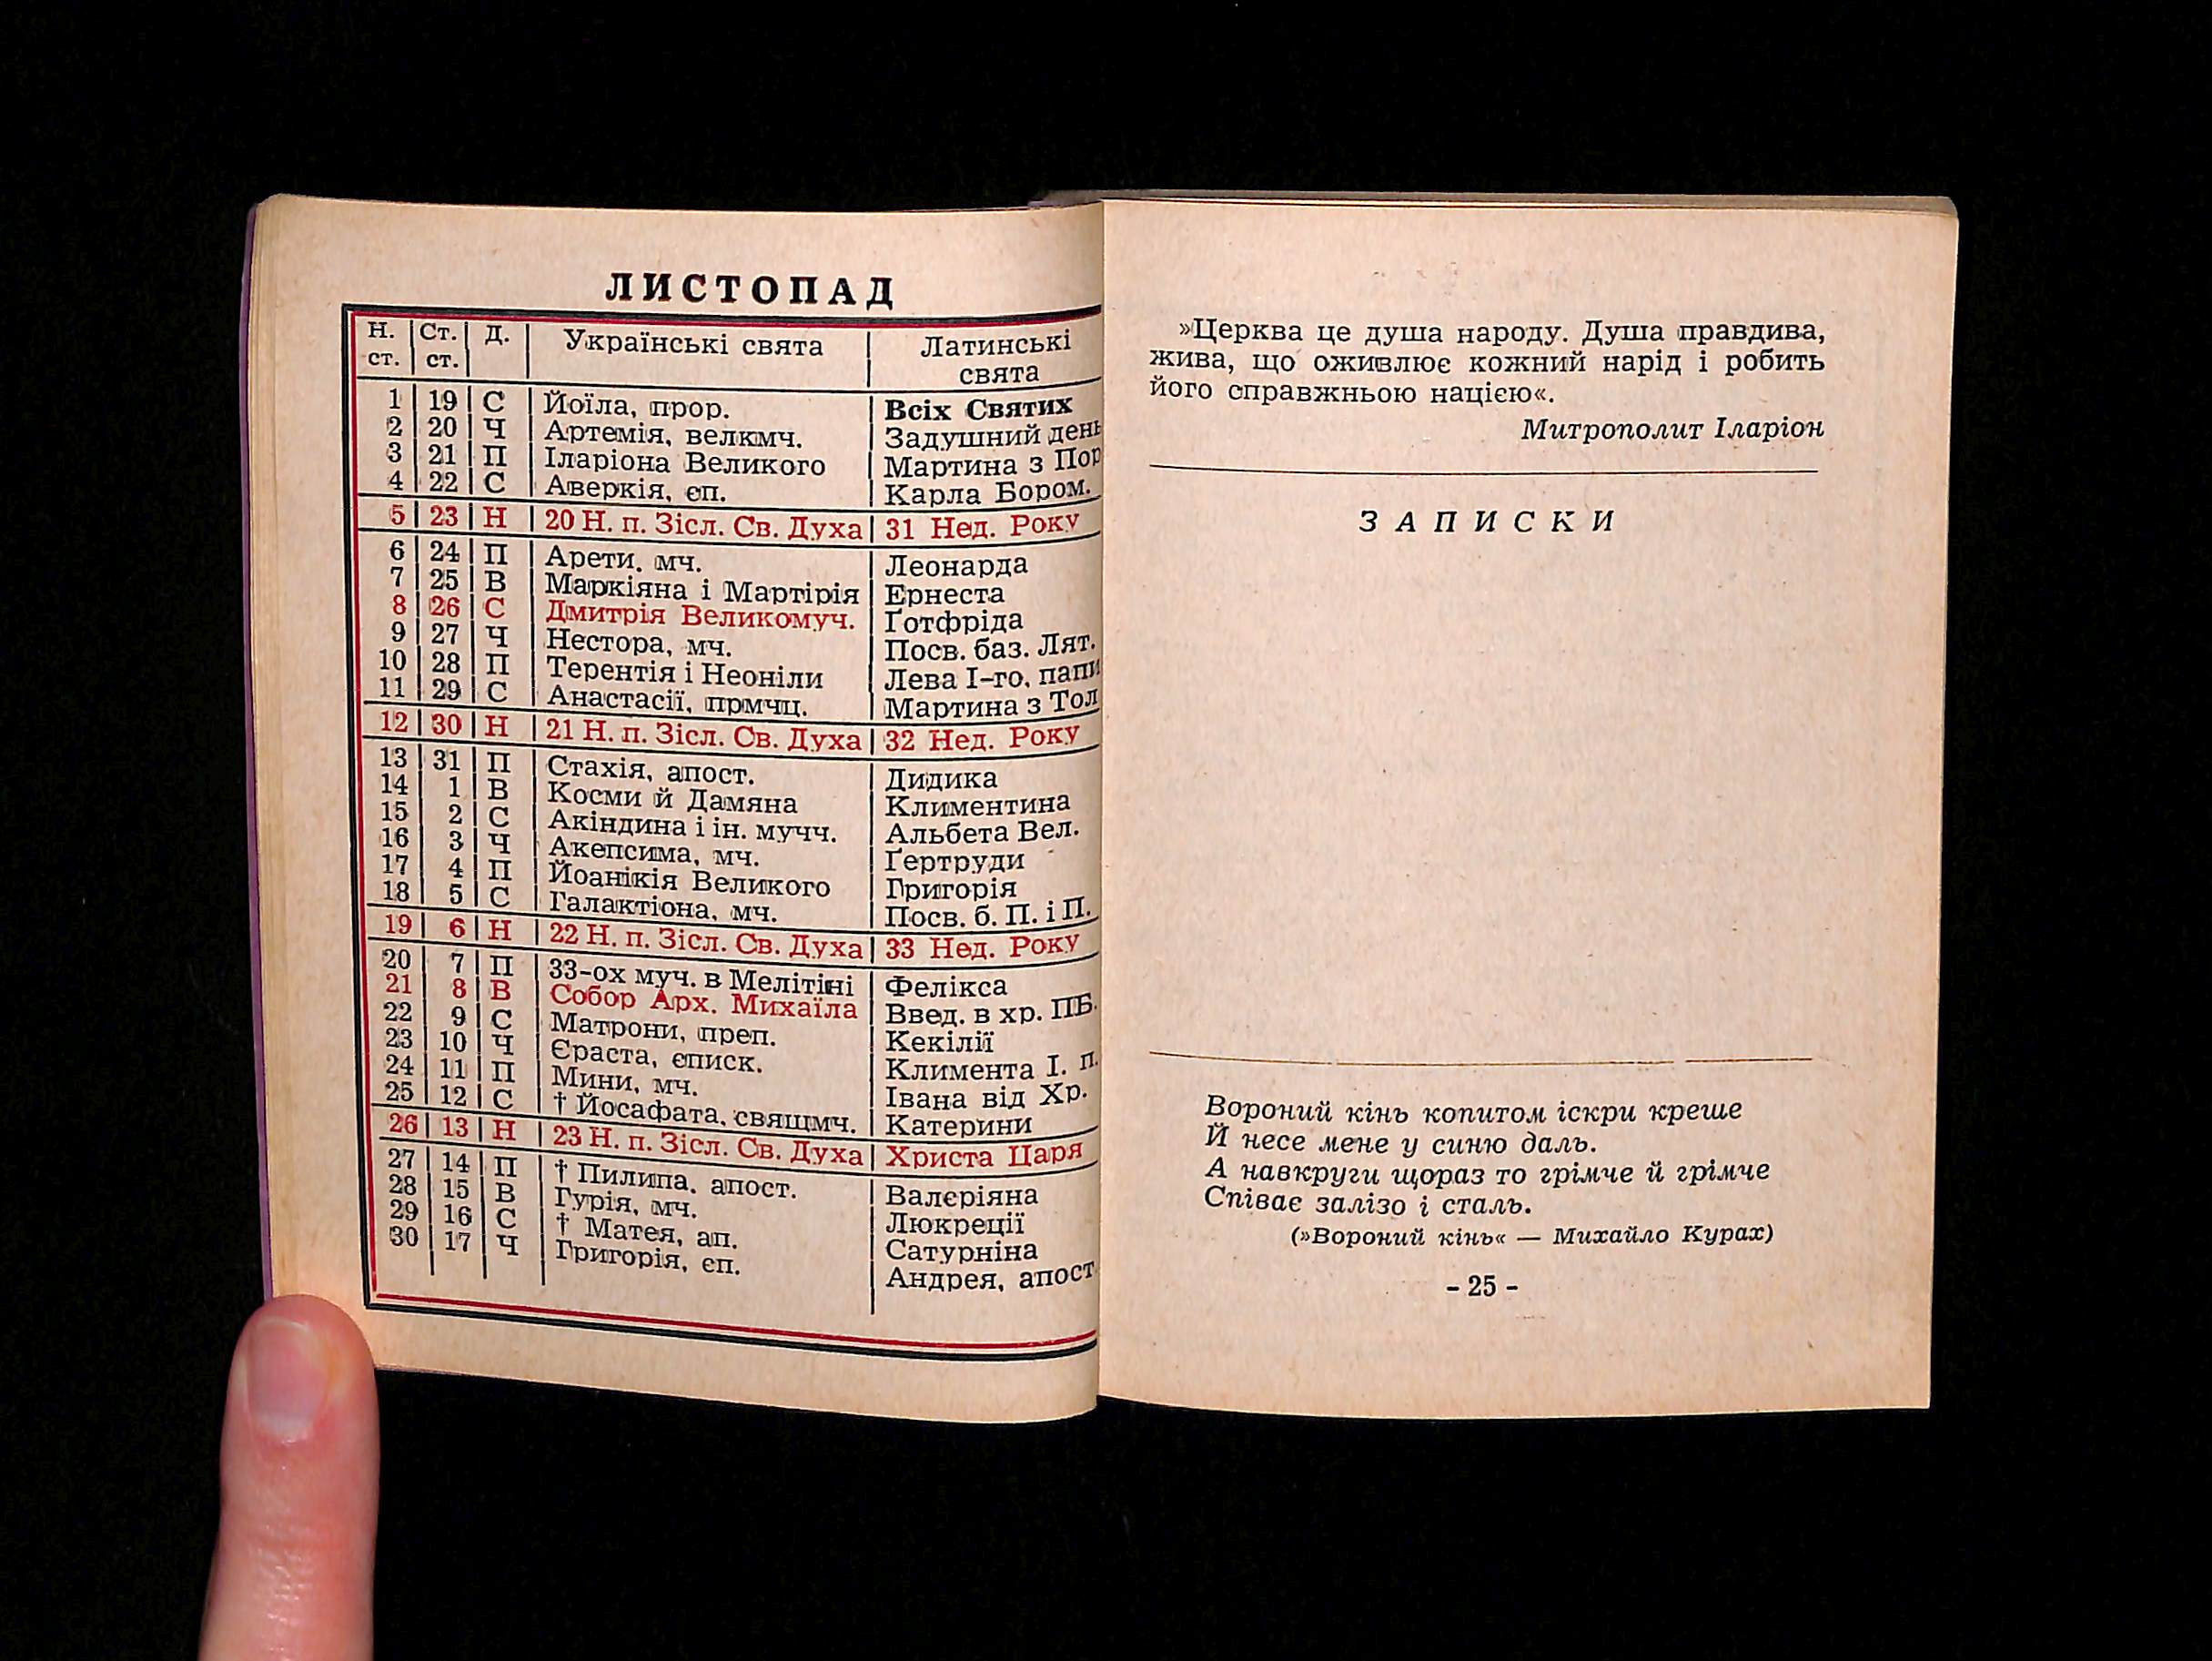 ЛИСТОПАД
Н. ст. | Ст. ст. | Д. | Українські свята | Латинські свята
1 | 19 | С | Йоїла, прор. | Всіх Святих
2 | 20 | Ч | Артемія, велкмч. | Задушний день
3 | 21 | П | Іларіона Великого | Мартина з Пор
4 | 22 | С | Аверкія, єп. | Карла Бором.
5 | 23 | Н | 20 Н. п. Зісл. Св. Духа | 31 Нед. Року
6 | 24 | П | Арети, мч. | Леонарда
7 | 25 | В | Маркіяна і Мартірія | Ернеста
8 | 26 | С | Дмитрія Великомуч. | Ґотфріда
9 | 27 | Ч | Нестора, мч. | Посв. баз. Лят.
10 | 28 | П | Терентія і Неоніли | Лева І-го, папи
11 | 29 | С | Анастасії, прмчц. | Мартина з Тол
12 | 30 | Н | 21 Н. п. Зісл. Св. Духа | 32 Нед. Року
13 | 31 | П | Стахія, апост. | Дидика
14 | 1 | В | Косми й Дамяна | Климентина
15 | 2 | С | Акіндина і ін. мучч. | Альбета Вел.
16 | 3 | Ч | Акепсима, мч. | Ґертруди
17 | 4 | П | Йоанікія Великого | Григорія
18 | 5 | С | Галактіона, мч. | Посв. б. П. і П.
19 | 6 | Н | 22 Н. п. Зісл. Св. Духа | 33 Нед. Року
20 | 7 | П | 33-ох муч. в Мелітіні | Фелікса
21 | 8 | В | Собор Арх. Михаїла | Введ. в хр. ПБ.
22 | 9 | С | Матрони, преп. | Кекілії
23 | 10 | Ч | Єраста, єписк. | Климента І. п.
24 | 11 | П | Мини, мч. | Івана від Хр.
25 | 12 | С | † Йосафата, свящмч. | Катерини
26 | 13 | Н | 23 Н. п. Зісл. Св. Духа | Христа Царя
27 | 14 | П | † Пилипа, апост. | Валєріяна
28 | 15 | В | Гурія, мч. | Люкреції
29 | 16 | С | † Матея, ап. | Сатурніна
30 | 17 | Ч | Григорія, єп. | Андрея, апост
»Церква це душа народу. Душа правдива,
жива, що оживлює кожний нарід і робить
його справжньою нацією«.
Митрополит Іларіон
ЗАПИСКИ
Вороний кінь копитом іскри креше
Й несе мене у синю даль.
А навкруги щораз то грімче й грімче
Співає залізо і сталь.
(»Вороний кінь« — Михайло Курах)
- 25 -